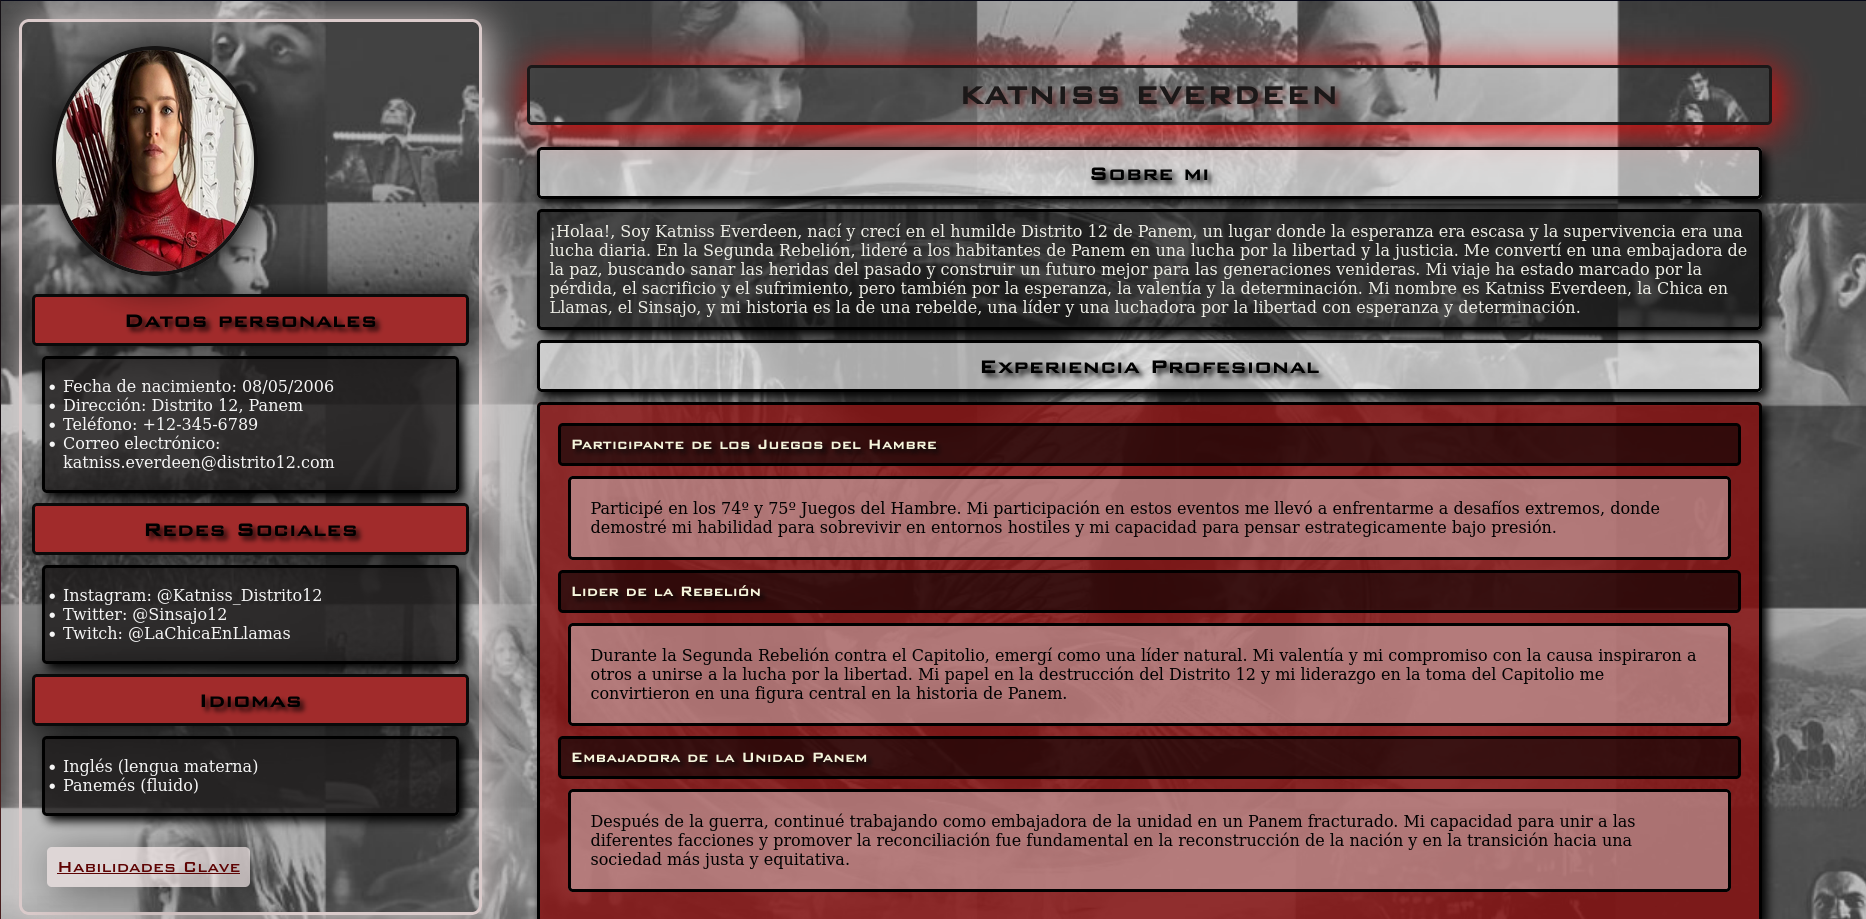 Datos personales
Fecha de nacimiento: 08/05/2006
Dirección: Distrito 12, Panem
Teléfono: +12-345-6789
Correo electrónico:
katniss.everdeen@distrito12.com
Redes Sociales
Instagram: @Katniss_Distrito12
Twitter: @Sinsajo12
Twitch: @LaChicaEnLlamas
Idiomas
Inglés (lengua materna)
Panemés (fluido)
Habilidades Clave
KATNISS EVERDEEN
Sobre mi
¡Holaa!, Soy Katniss Everdeen, nací y crecí en el humilde Distrito 12 de Panem, un lugar donde la esperanza era escasa y la supervivencia era una
lucha diaria. En la Segunda Rebelión, lideré a los habitantes de Panem en una lucha por la libertad y la justicia. Me convertí en una embajadora de
la paz, buscando sanar las heridas del pasado y construir un futuro mejor para las generaciones venideras. Mi viaje ha estado marcado por la
pérdida, el sacrificio y el sufrimiento, pero también por la esperanza, la valentía y la determinación. Mi nombre es Katniss Everdeen, la Chica en
Llamas, el Sinsajo, y mi historia es la de una rebelde, una líder y una luchadora por la libertad con esperanza y determinación.
Experiencia Profesional
Participante de los Juegos del Hambre
Participé en los 74º y 75º Juegos del Hambre. Mi participación en estos eventos me llevó a enfrentarme a desafíos extremos, donde
demostré mi habilidad para sobrevivir en entornos hostiles y mi capacidad para pensar estrategicamente bajo presión.
Lider de la Rebelión
Durante la Segunda Rebelión contra el Capitolio, emergí como una líder natural. Mi valentía y mi compromiso con la causa inspiraron a
otros a unirse a la lucha por la libertad. Mi papel en la destrucción del Distrito 12 y mi liderazgo en la toma del Capitolio me
convirtieron en una figura central en la historia de Panem.
Embajadora de la Unidad Panem
Después de la guerra, continué trabajando como embajadora de la unidad en un Panem fracturado. Mi capacidad para unir a las
diferentes facciones y promover la reconciliación fue fundamental en la reconstrucción de la nación y en la transición hacia una
sociedad más justa y equitativa.